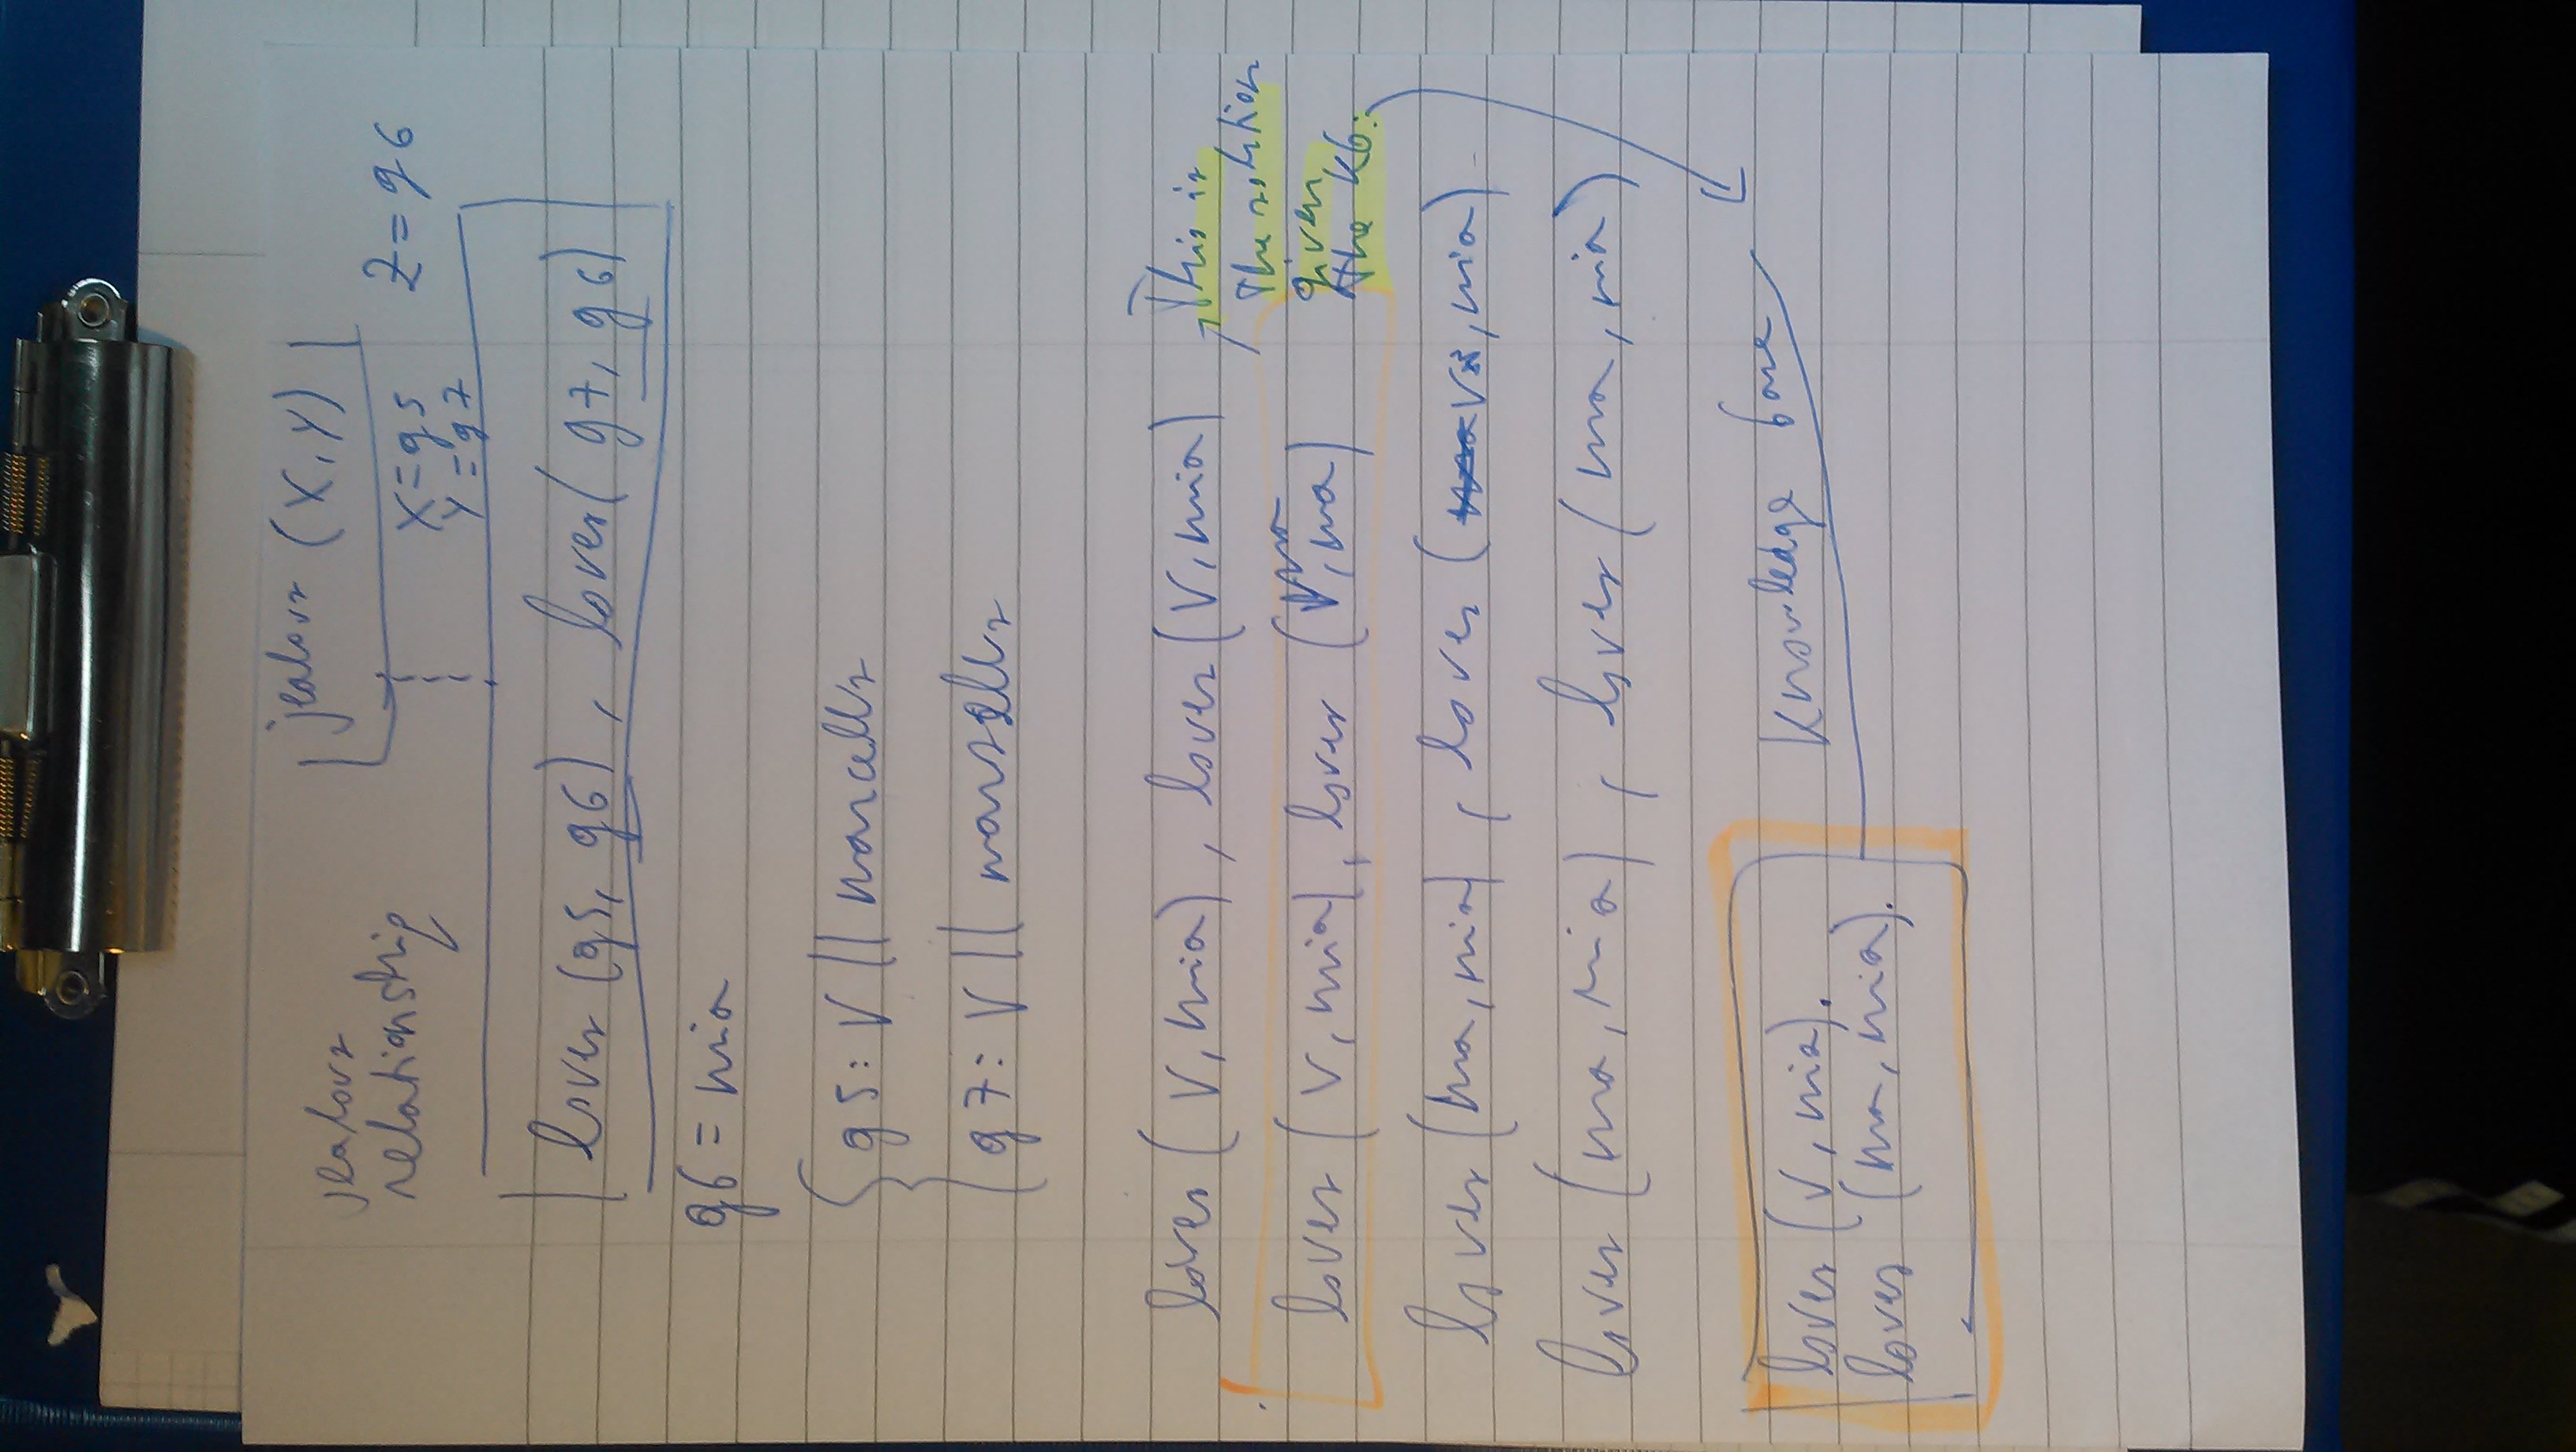 jealous
relationship
jealous (X, Y)
X = g5
Y = g7
Z = g6
loves (g5, g6), loves (g7, g6)
g6 = mia
g5: V || marcellus
g7: V || marsellus
loves (V, mia), loves (V, mia)
loves (V, mia), loves (ma, ma)
loves (ma, mia), loves (v, mia)
loves (ma, mia), loves (ma, mia)
This is
the solution
given
the Kb:
loves (V, mia).
loves (ma, mia).
Knowledge base